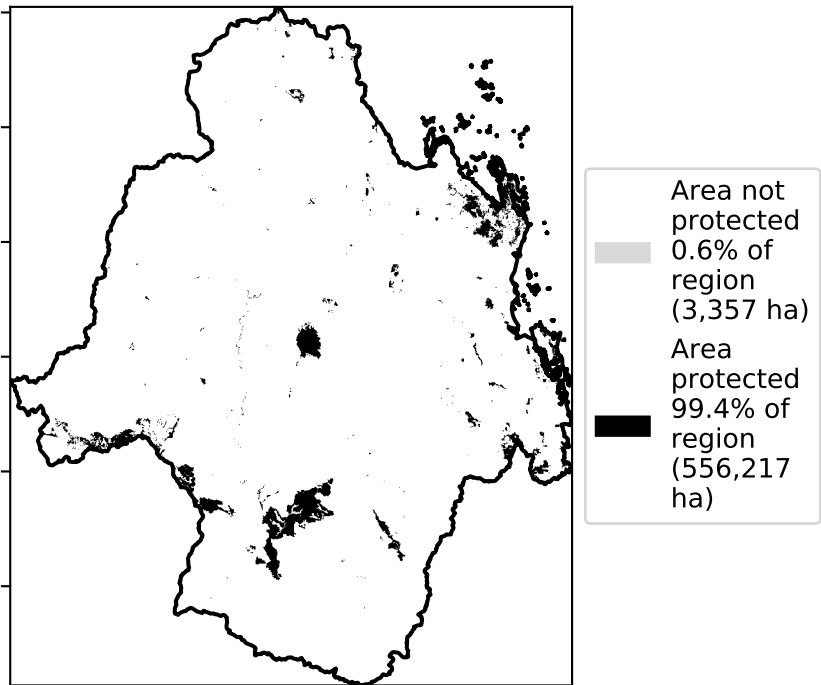 Area not
protected
0.6% of
region
(3,357 ha)
Area
protected
99.4% of
region
(556,217
ha)